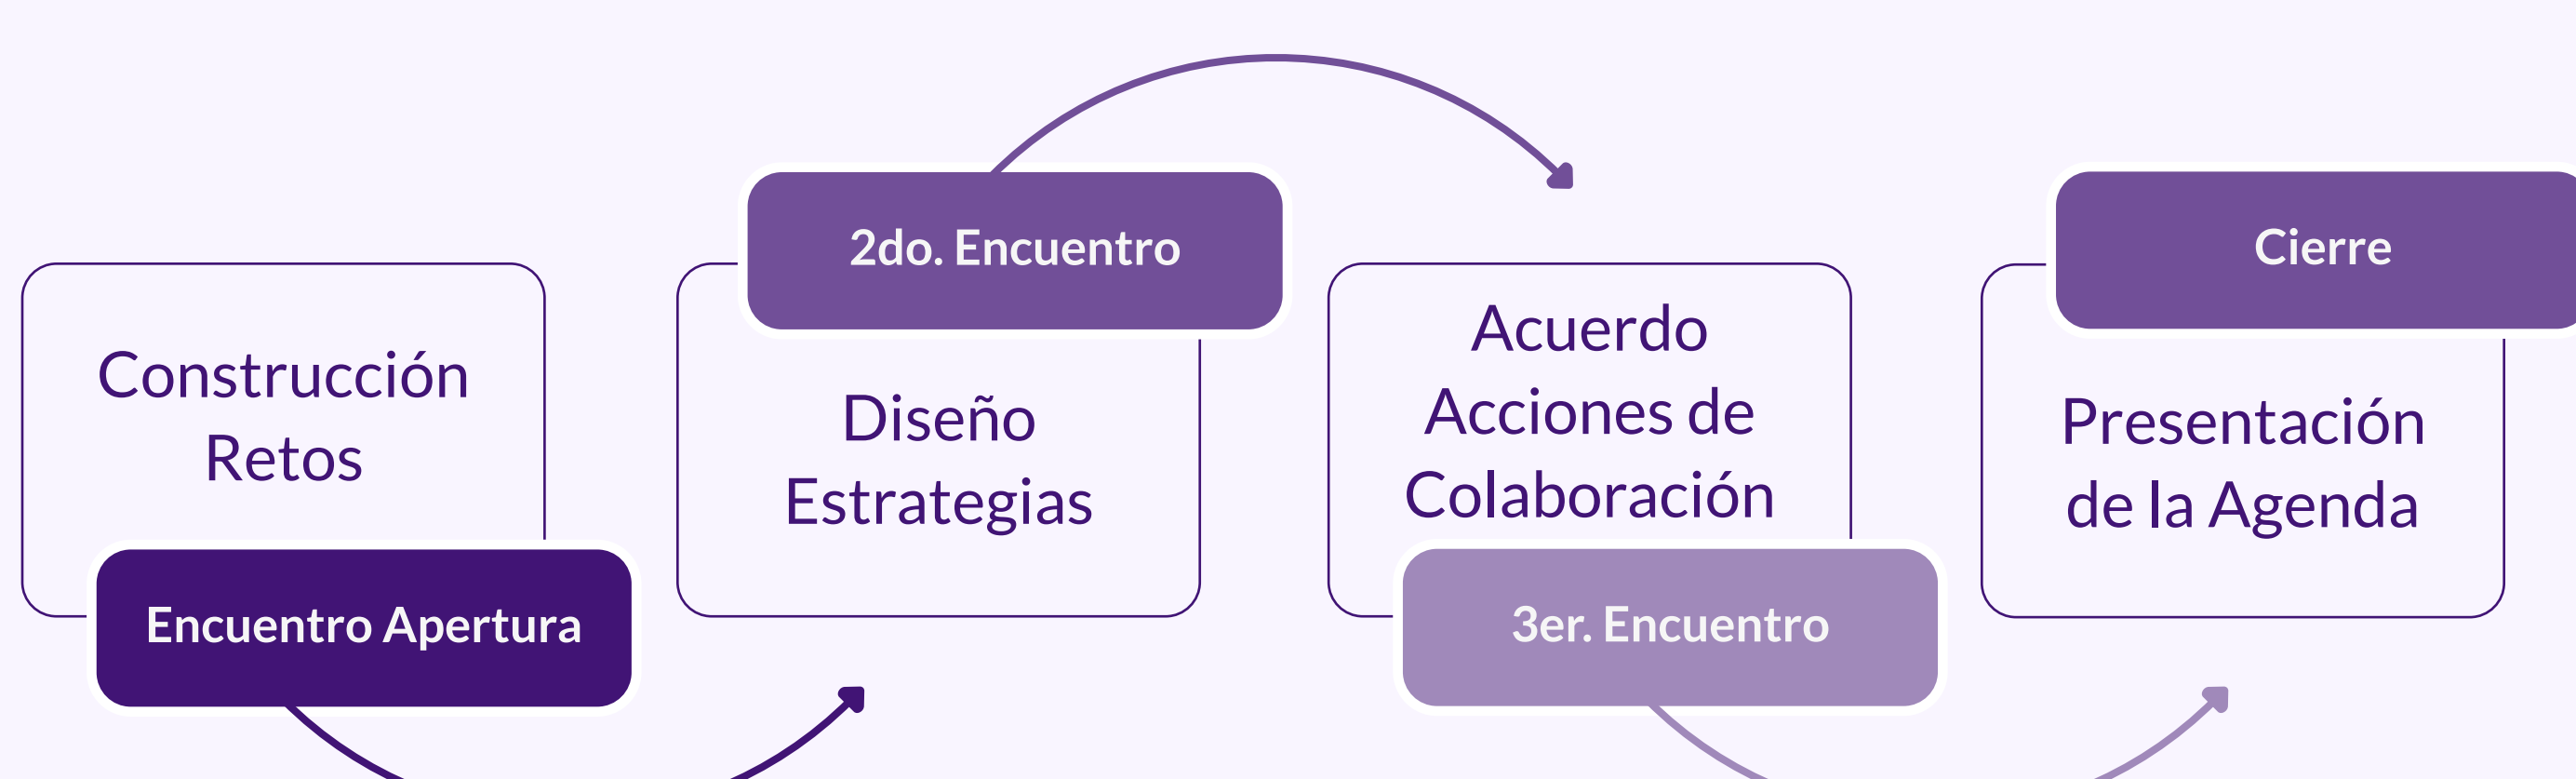 Construcción
Retos
Encuentro Apertura
2do. Encuentro
Diseño
Estrategias
Acuerdo
Acciones de
Colaboración
3er. Encuentro
Cierre
Presentación
de la Agenda